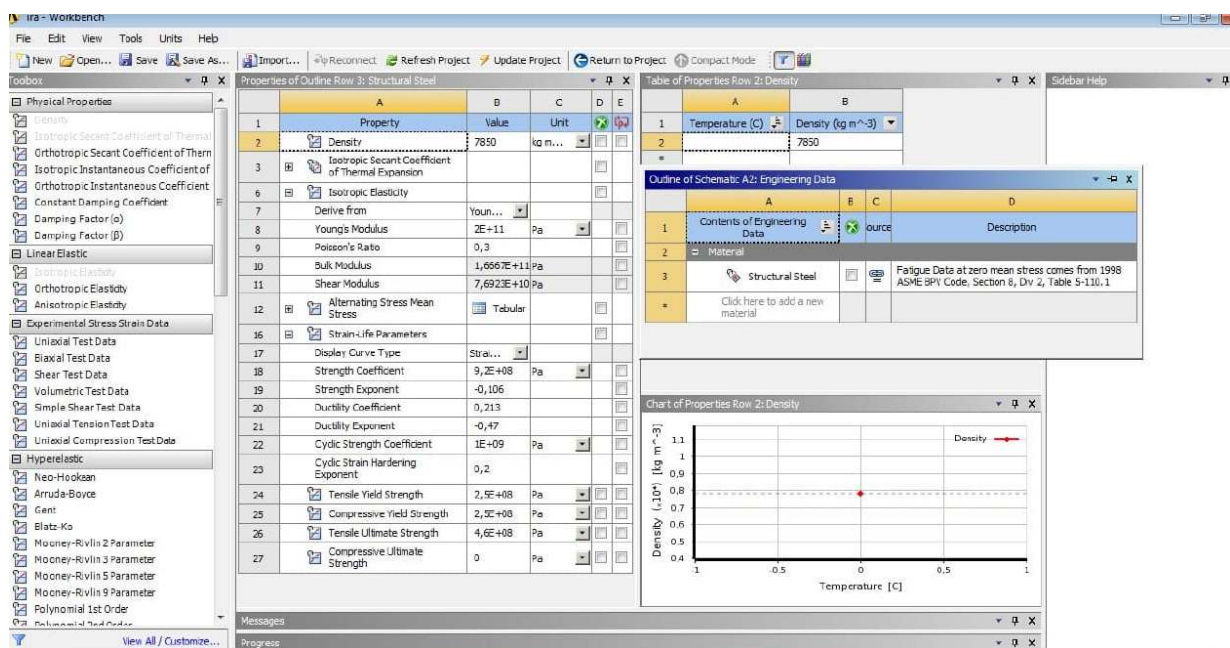 Ira - Workbench
File Edit View Tools Units Help
New Open... Save Save As... Import... Reconnect Refresh Project Update Project Return to Project Compact Mode
Toolbox
Physical Properties
Density
Isotropic Secant Coefficient of Thermal
Orthotropic Secant Coefficient of Therm
Isotropic Instantaneous Coefficient of
Orthotropic Instantaneous Coefficient
Constant Damping Coefficient
Damping Factor (α)
Damping Factor (β)
Linear Elastic
Isotropic Elasticity
Orthotropic Elasticity
Anisotropic Elasticity
Experimental Stress Strain Data
Uniaxial Test Data
Biaxial Test Data
Shear Test Data
Volumetric Test Data
Simple Shear Test Data
Uniaxial Tension Test Data
Uniaxial Compression Test Data
Hyperelastic
Neo-Hookean
Arruda-Boyce
Gent
Blatz-Ko
Mooney-Rivlin 2 Parameter
Mooney-Rivlin 3 Parameter
Mooney-Rivlin 5 Parameter
Mooney-Rivlin 9 Parameter
Polynomial 1st Order
Polynomial 2nd Order
View All / Customize...
Properties of Outline Row 3: Structural Steel
A B C D E
1 Property Value Unit
2 Density 7850 kg m...
3 Isotropic Secant Coefficient
of Thermal Expansion
6 Isotropic Elasticity
7 Derive from Youn...
8 Young's Modulus 2E+11 Pa
9 Poisson's Ratio 0,3
10 Bulk Modulus 1,6667E+11 Pa
11 Shear Modulus 7,6923E+10 Pa
12 Alternating Stress Mean
Stress Tabular
16 Strain-Life Parameters
17 Display Curve Type Strai...
18 Strength Coefficient 9,2E+08 Pa
19 Strength Exponent -0,106
20 Ductility Coefficient 0,213
21 Ductility Exponent -0,47
22 Cyclic Strength Coefficient 1E+09 Pa
23 Cyclic Strain Hardening
Exponent 0,2
24 Tensile Yield Strength 2,5E+08 Pa
25 Compressive Yield Strength 2,5E+08 Pa
26 Tensile Ultimate Strength 4,6E+08 Pa
27 Compressive Ultimate
Strength 0 Pa
Table of Properties Row 2: Density
A B
1 Temperature (C) Density (kg m^-3)
2 7850
*
Sidebar Help
Outline of Schematic A2: Engineering Data
A B C D
1 Contents of Engineering
Data ource Description
2 Material
3 Structural Steel Fatigue Data at zero mean stress comes from 1998
ASME BPV Code, Section 8, Div 2, Table 5-110.1
* Click here to add a new
material
Chart of Properties Row 2: Density
Density (.10^4) [kg m^-3]
1.1
1
0,9
0,8
0.7
0.6
0.5
0.4
Density
-1 -0.5 0 0,5 1
Temperature [C]
Messages
Progress